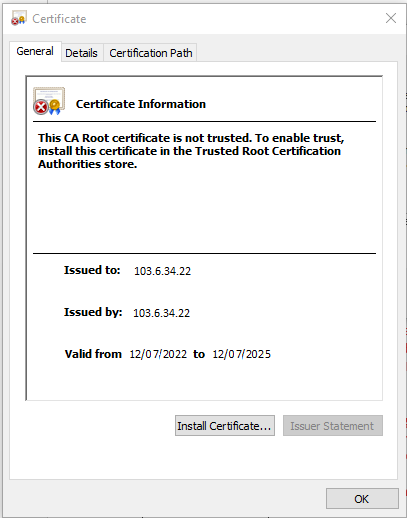 Certificate
General
Details
Certification Path
Certificate Information
This CA Root certificate is not trusted. To enable trust,
install this certificate in the Trusted Root Certification
Authorities store.
Issued to: 103.6.34.22
Issued by: 103.6.34.22
Valid from 12/07/2022 to 12/07/2025
Install Certificate...
Issuer Statement
OK